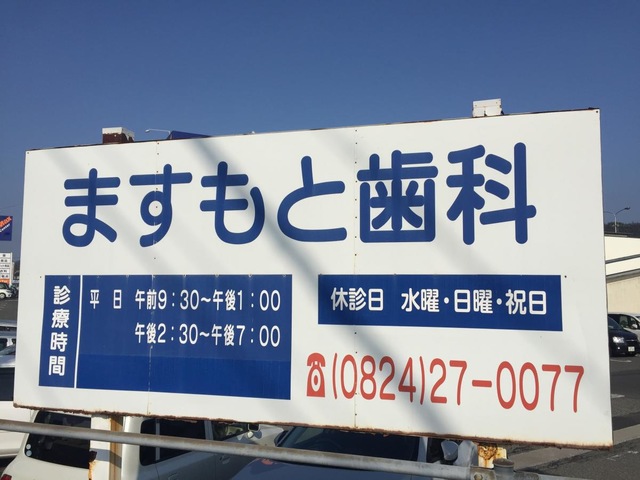 ますもと歯科
診療時間
平日 午前9:30～午後1:00
午後2:30～午後7:00
休診日 水曜・日曜・祝日
☎(0824)27-0077